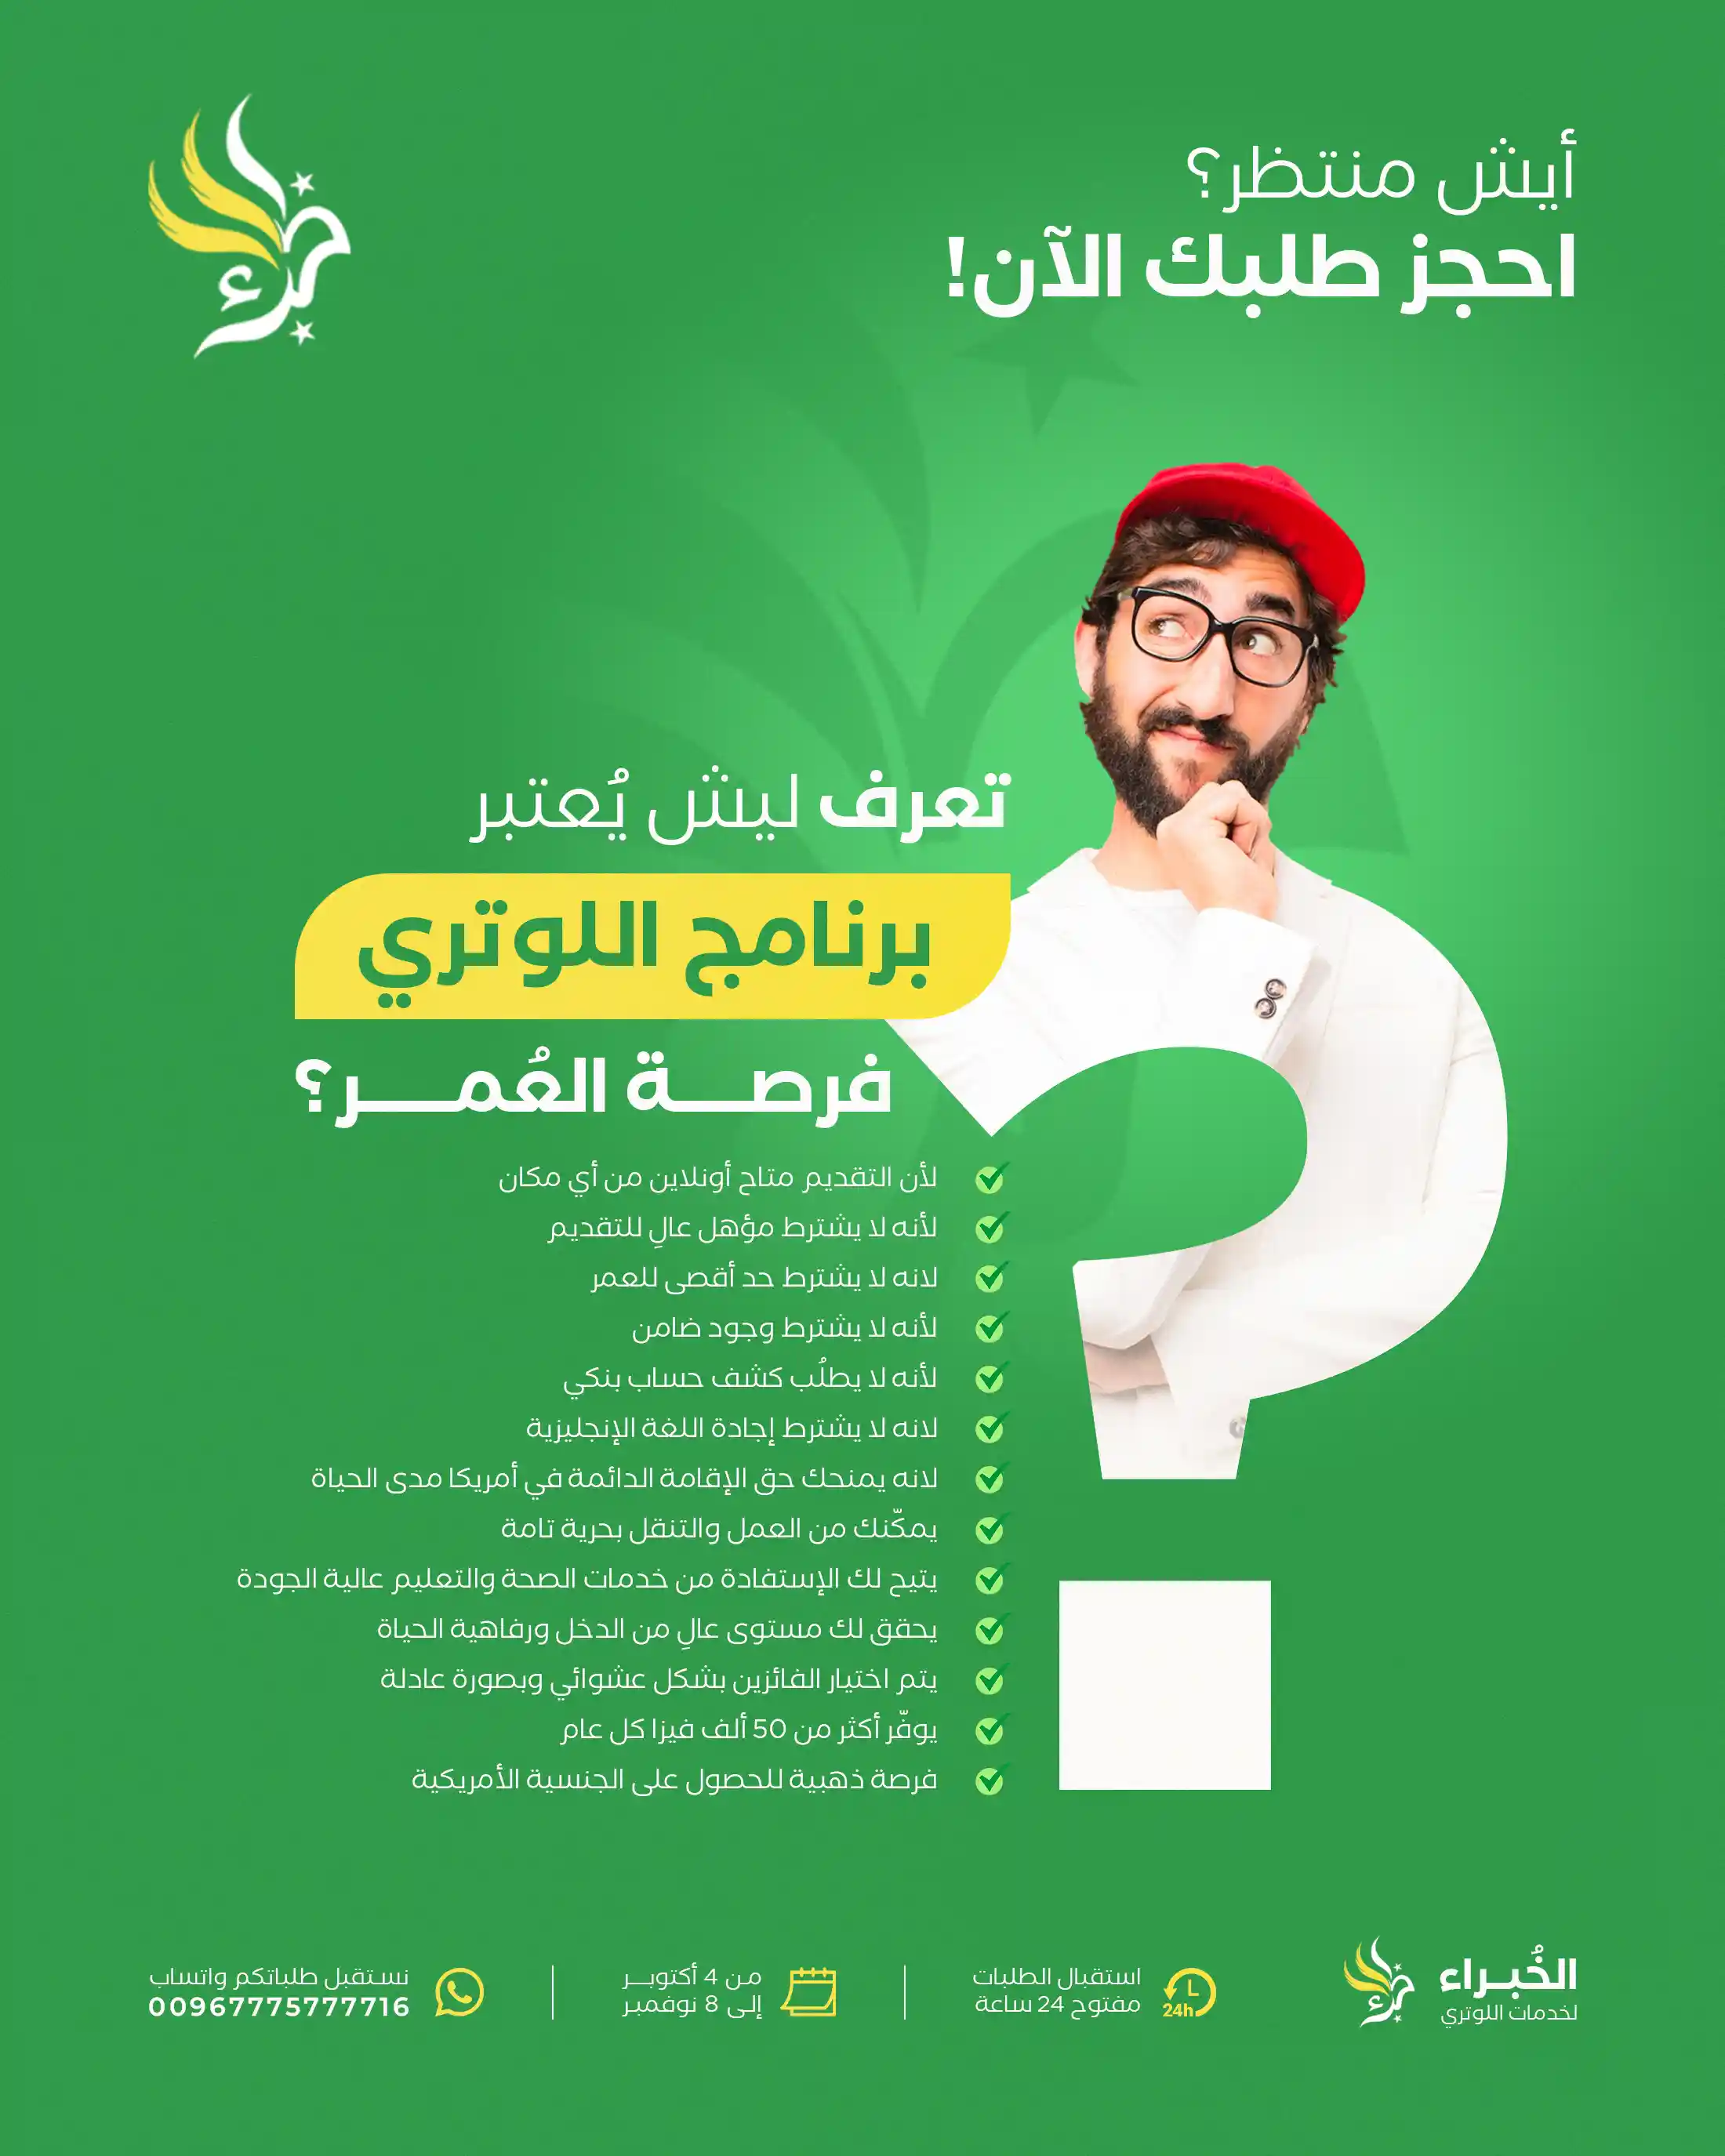 أيش منتظر؟
احجز طلبك الآن!
تعرف ليش يُعتبر
برنامج اللوتري
فرصـــة العُمــــر؟
لأن التقديم متاح أونلاين من أي مكان
لأنه لا يشترط مؤهل عالِ للتقديم
لانه لا يشترط حد أقصى للعمر
لأنه لا يشترط وجود ضامن
لأنه لا يطلُب كشف حساب بنكي
لانه لا يشترط إجادة اللغة الإنجليزية
لانه يمنحك حق الإقامة الدائمة في أمريكا مدى الحياة
يمكّنك من العمل والتنقل بحرية تامة
يتيح لك الإستفادة من خدمات الصحة والتعليم عالية الجودة
يحقق لك مستوى عالِ من الدخل ورفاهية الحياة
يتم اختيار الفائزين بشكل عشوائي وبصورة عادلة
يوفّر أكثر من 50 ألف فيزا كل عام
فرصة ذهبية للحصول على الجنسية الأمريكية
الخُبـراء
لخدمات اللوتري
24h
استقبال الطلبات
مفتوح 24 ساعة
من 4 أكتوبــر
إلى 8 نوفمبر
نستقبل طلباتكم واتساب
00967775777716